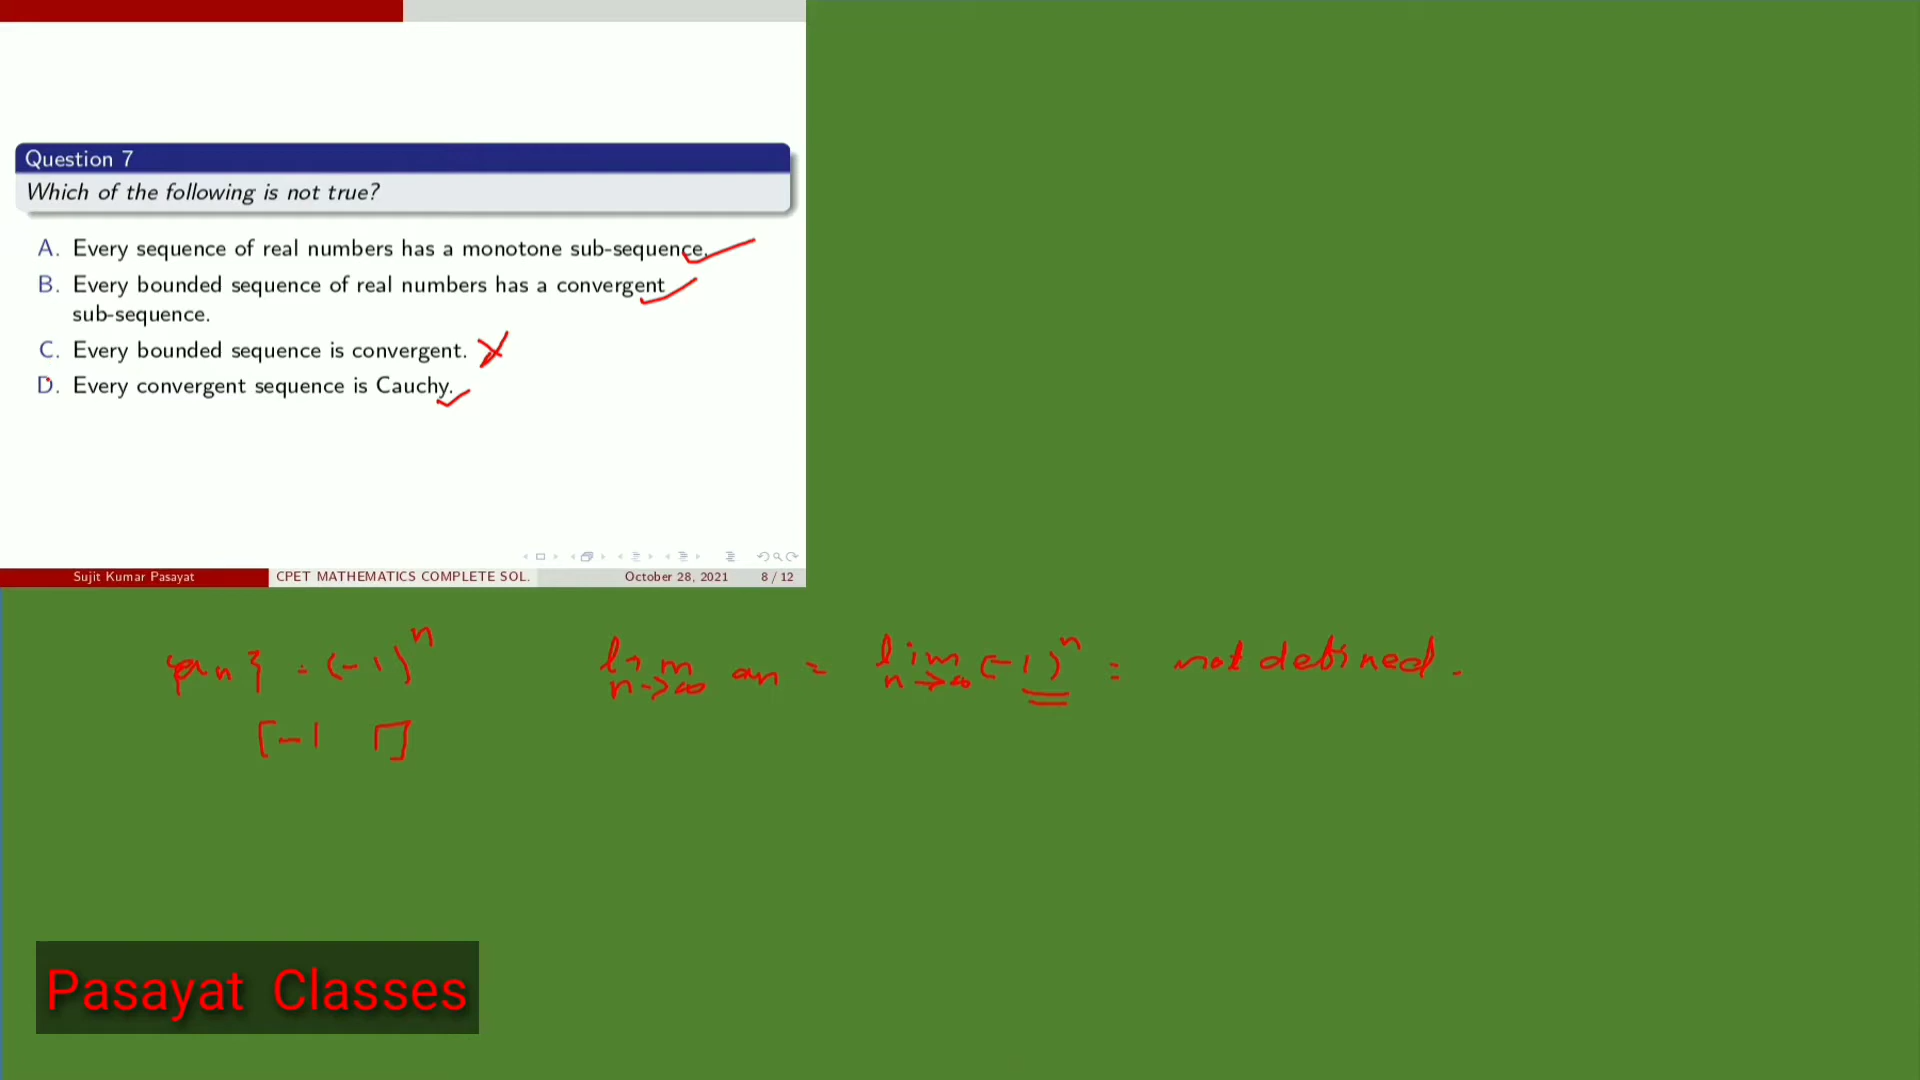 Question 7
Which of the following is not true?
A. Every sequence of real numbers has a monotone sub-sequence.
B. Every bounded sequence of real numbers has a convergent
sub-sequence.
C. Every bounded sequence is convergent.
D. Every convergent sequence is Cauchy.
Sujit Kumar Pasayat CPET MATHEMATICS COMPLETE SOL. October 28, 2021 8 / 12
{an} = (-1)^n lim n->∞ an = lim n->∞ (-1)^n = not defined.
[-1 1]
Pasayat Classes